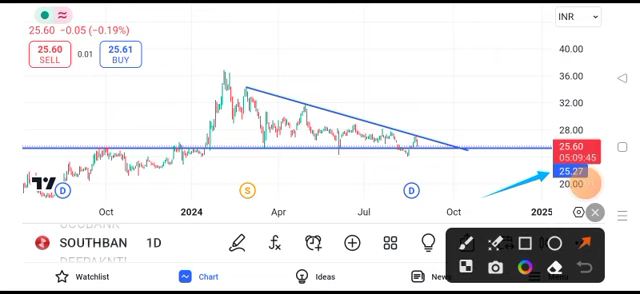 INR
25.60 −0.05 (−0.19%)
25.60
SELL
0.01
25.61
BUY
40.00
36.00
32.00
28.00
25.60
05:09:45
25.27
20.00
D
S
D
Oct
2024
Apr
Jul
Oct
2025
SOUTHBAN
1D
Watchlist
Chart
Ideas
News